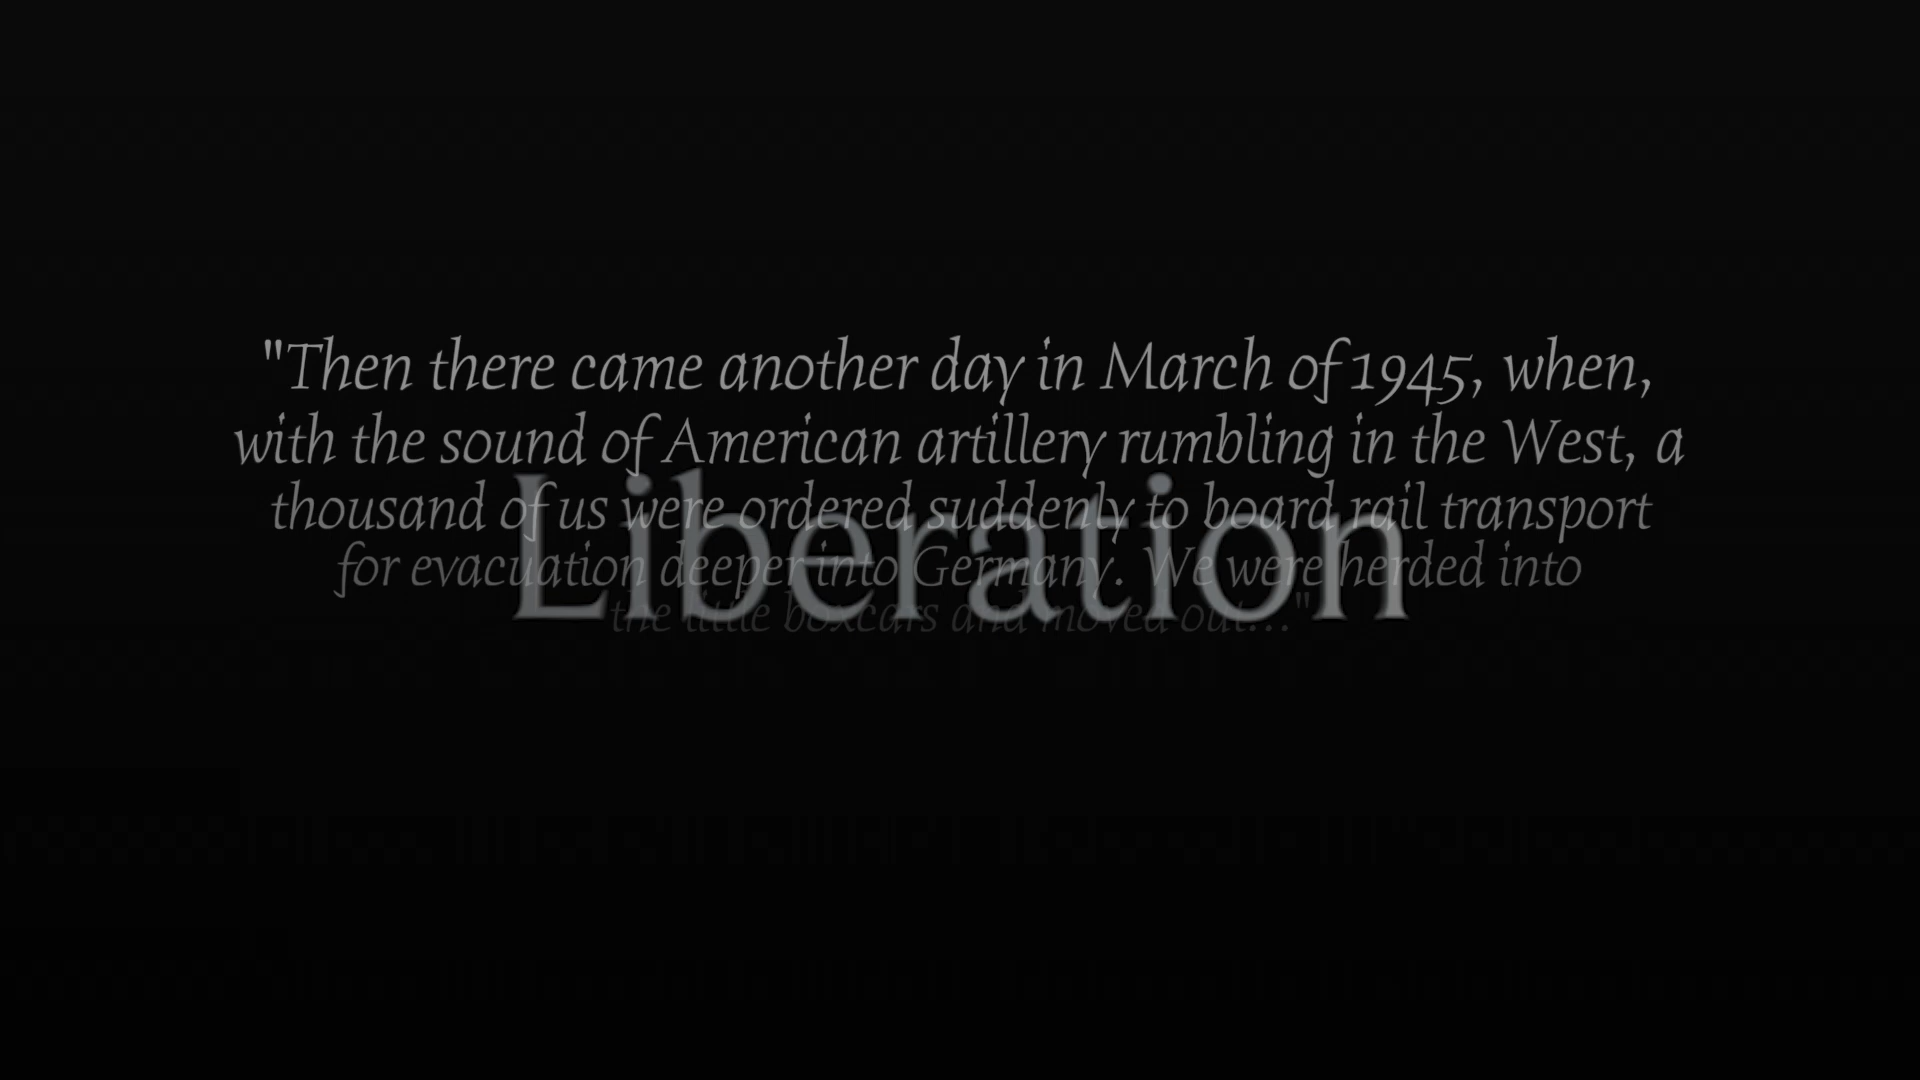 "Then there came another day in March of 1945, when,
with the sound of American artillery rumbling in the West, a
thousand of us were ordered suddenly to board rail transport
for evacuation deeper into Germany. We were herded into
the little boxcars and moved out..."
Liberation